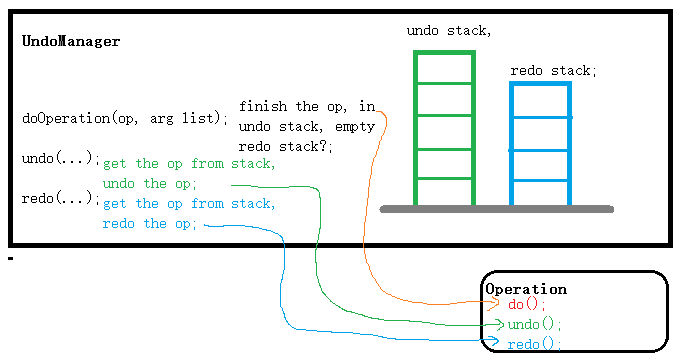 UndoManager
undo stack,
redo stack;
doOperation(op, arg list);
finish the op, in
undo stack, empty
redo stack?;
undo(...);
get the op from stack,
undo the op;
redo(...);
get the op from stack,
redo the op;
Operation
do();
undo();
redo();